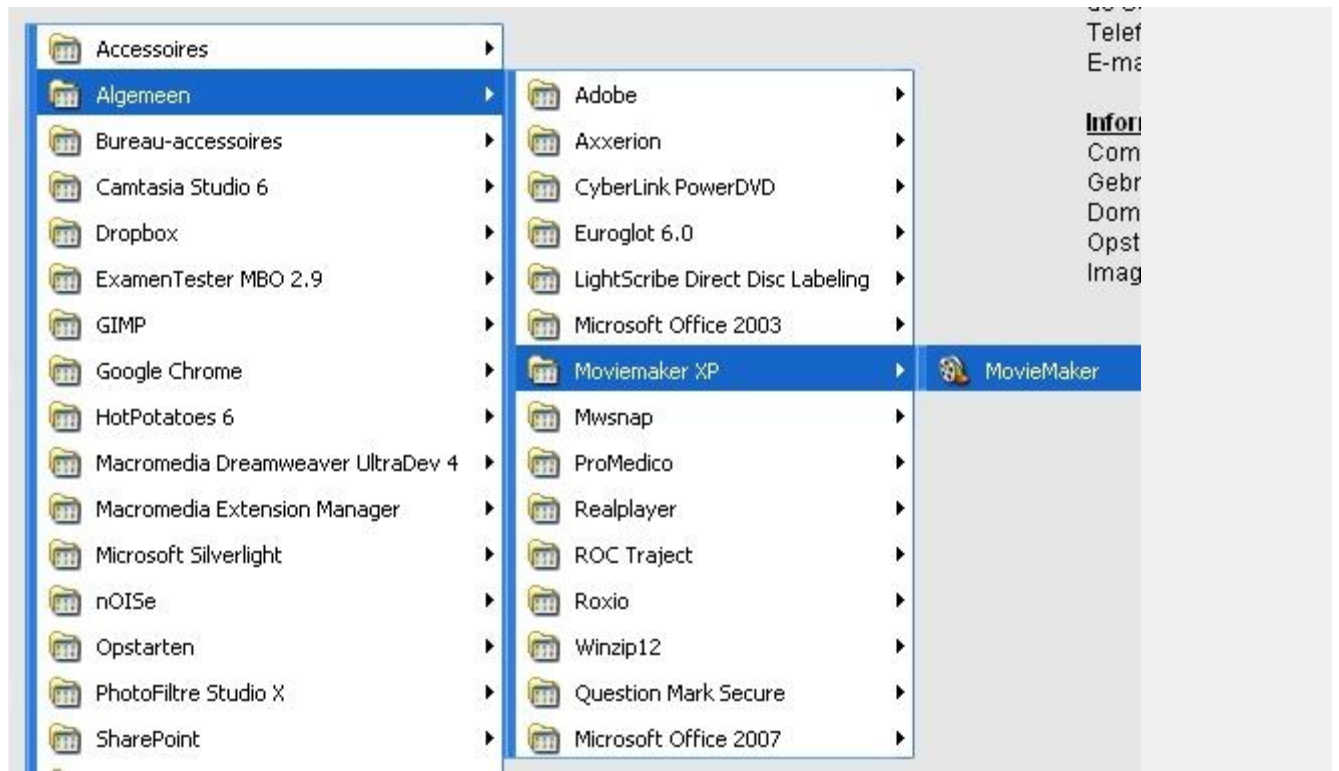 Accessoires
Algemeen
Bureau-accessoires
Camtasia Studio 6
Dropbox
ExamenTester MBO 2.9
GIMP
Google Chrome
HotPotatoes 6
Macromedia Dreamweaver UltraDev 4
Macromedia Extension Manager
Microsoft Silverlight
nOISe
Opstarten
PhotoFiltre Studio X
SharePoint
Adobe
Axxerion
CyberLink PowerDVD
Euroglot 6.0
LightScribe Direct Disc Labeling
Microsoft Office 2003
Moviemaker XP
Mwsnap
ProMedico
Realplayer
ROC Traject
Roxio
Winzip12
Question Mark Secure
Microsoft Office 2007
MovieMaker
Telef
E-ma
Infor
Com
Gebr
Dom
Opst
Imag